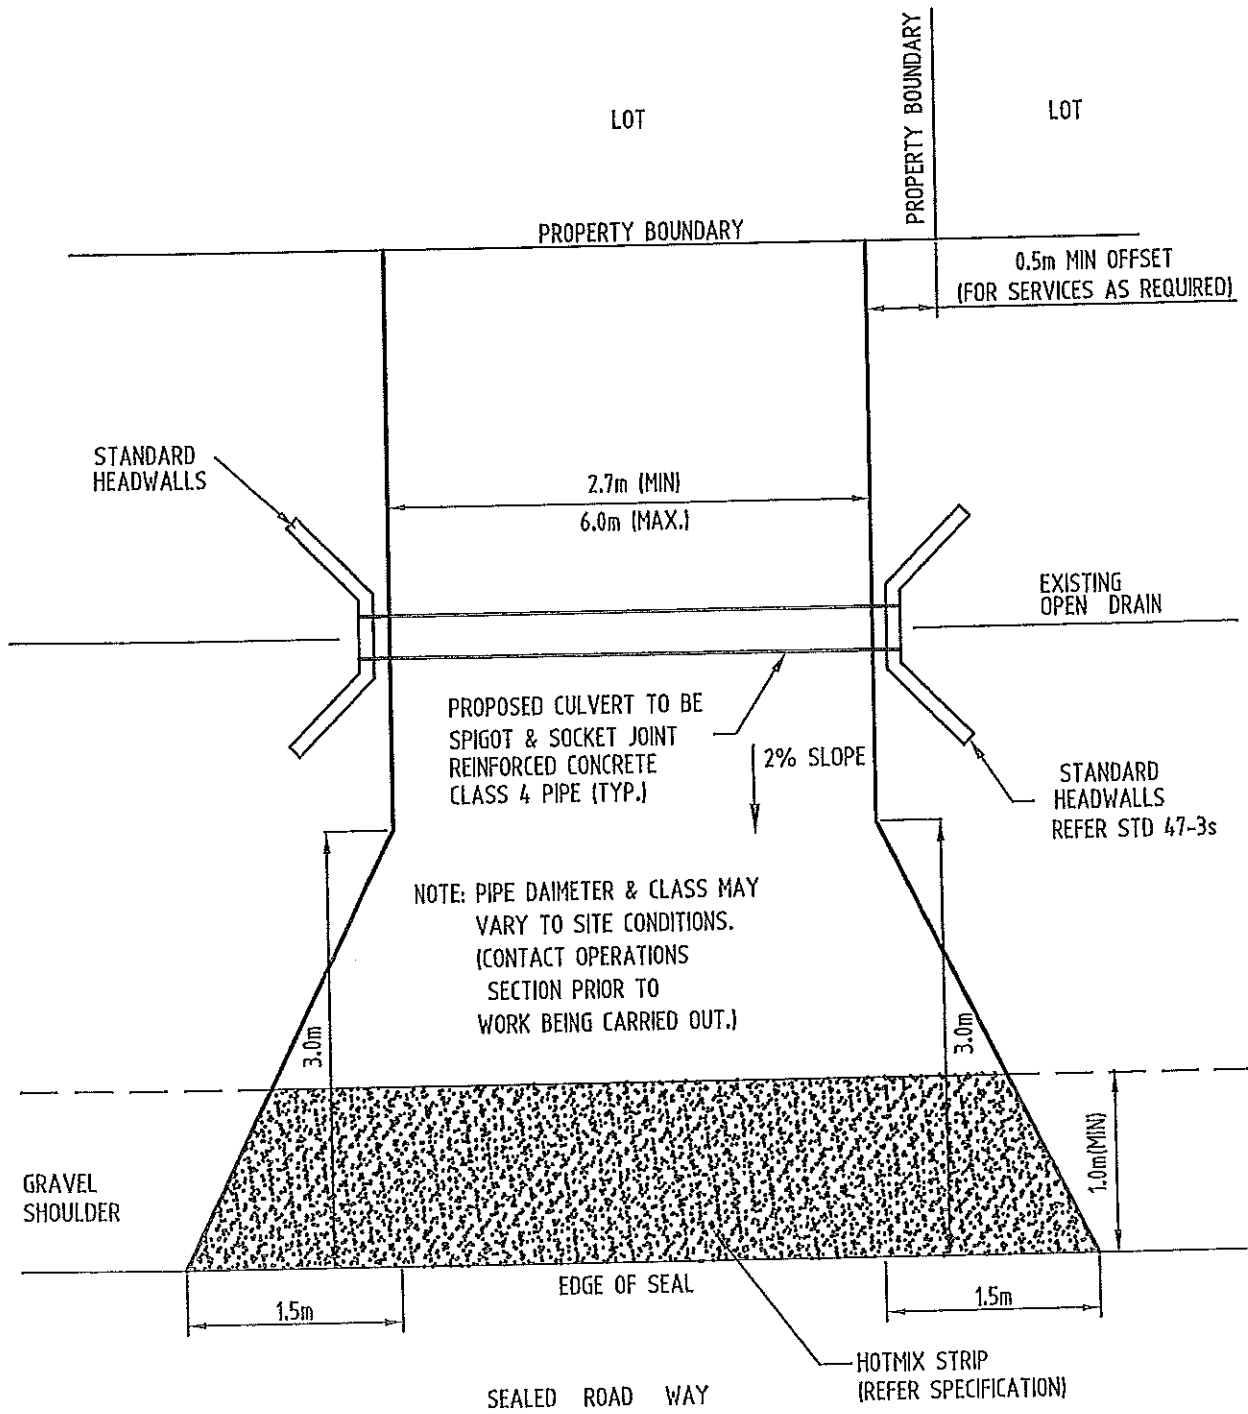 LOT
PROPERTY BOUNDARY
LOT
PROPERTY BOUNDARY
0.5m MIN OFFSET
(FOR SERVICES AS REQUIRED)
STANDARD
HEADWALLS
2.7m (MIN)
6.0m (MAX.)
EXISTING
OPEN DRAIN
PROPOSED CULVERT TO BE
SPIGOT & SOCKET JOINT
REINFORCED CONCRETE
CLASS 4 PIPE (TYP.)
2% SLOPE
STANDARD
HEADWALLS
REFER STD 47-3s
NOTE: PIPE DAIMETER & CLASS MAY
VARY TO SITE CONDITIONS.
(CONTACT OPERATIONS
SECTION PRIOR TO
WORK BEING CARRIED OUT.)
3.0m
3.0m
1.0m(MIN)
GRAVEL
SHOULDER
EDGE OF SEAL
1.5m
1.5m
HOTMIX STRIP
(REFER SPECIFICATION)
SEALED ROAD WAY